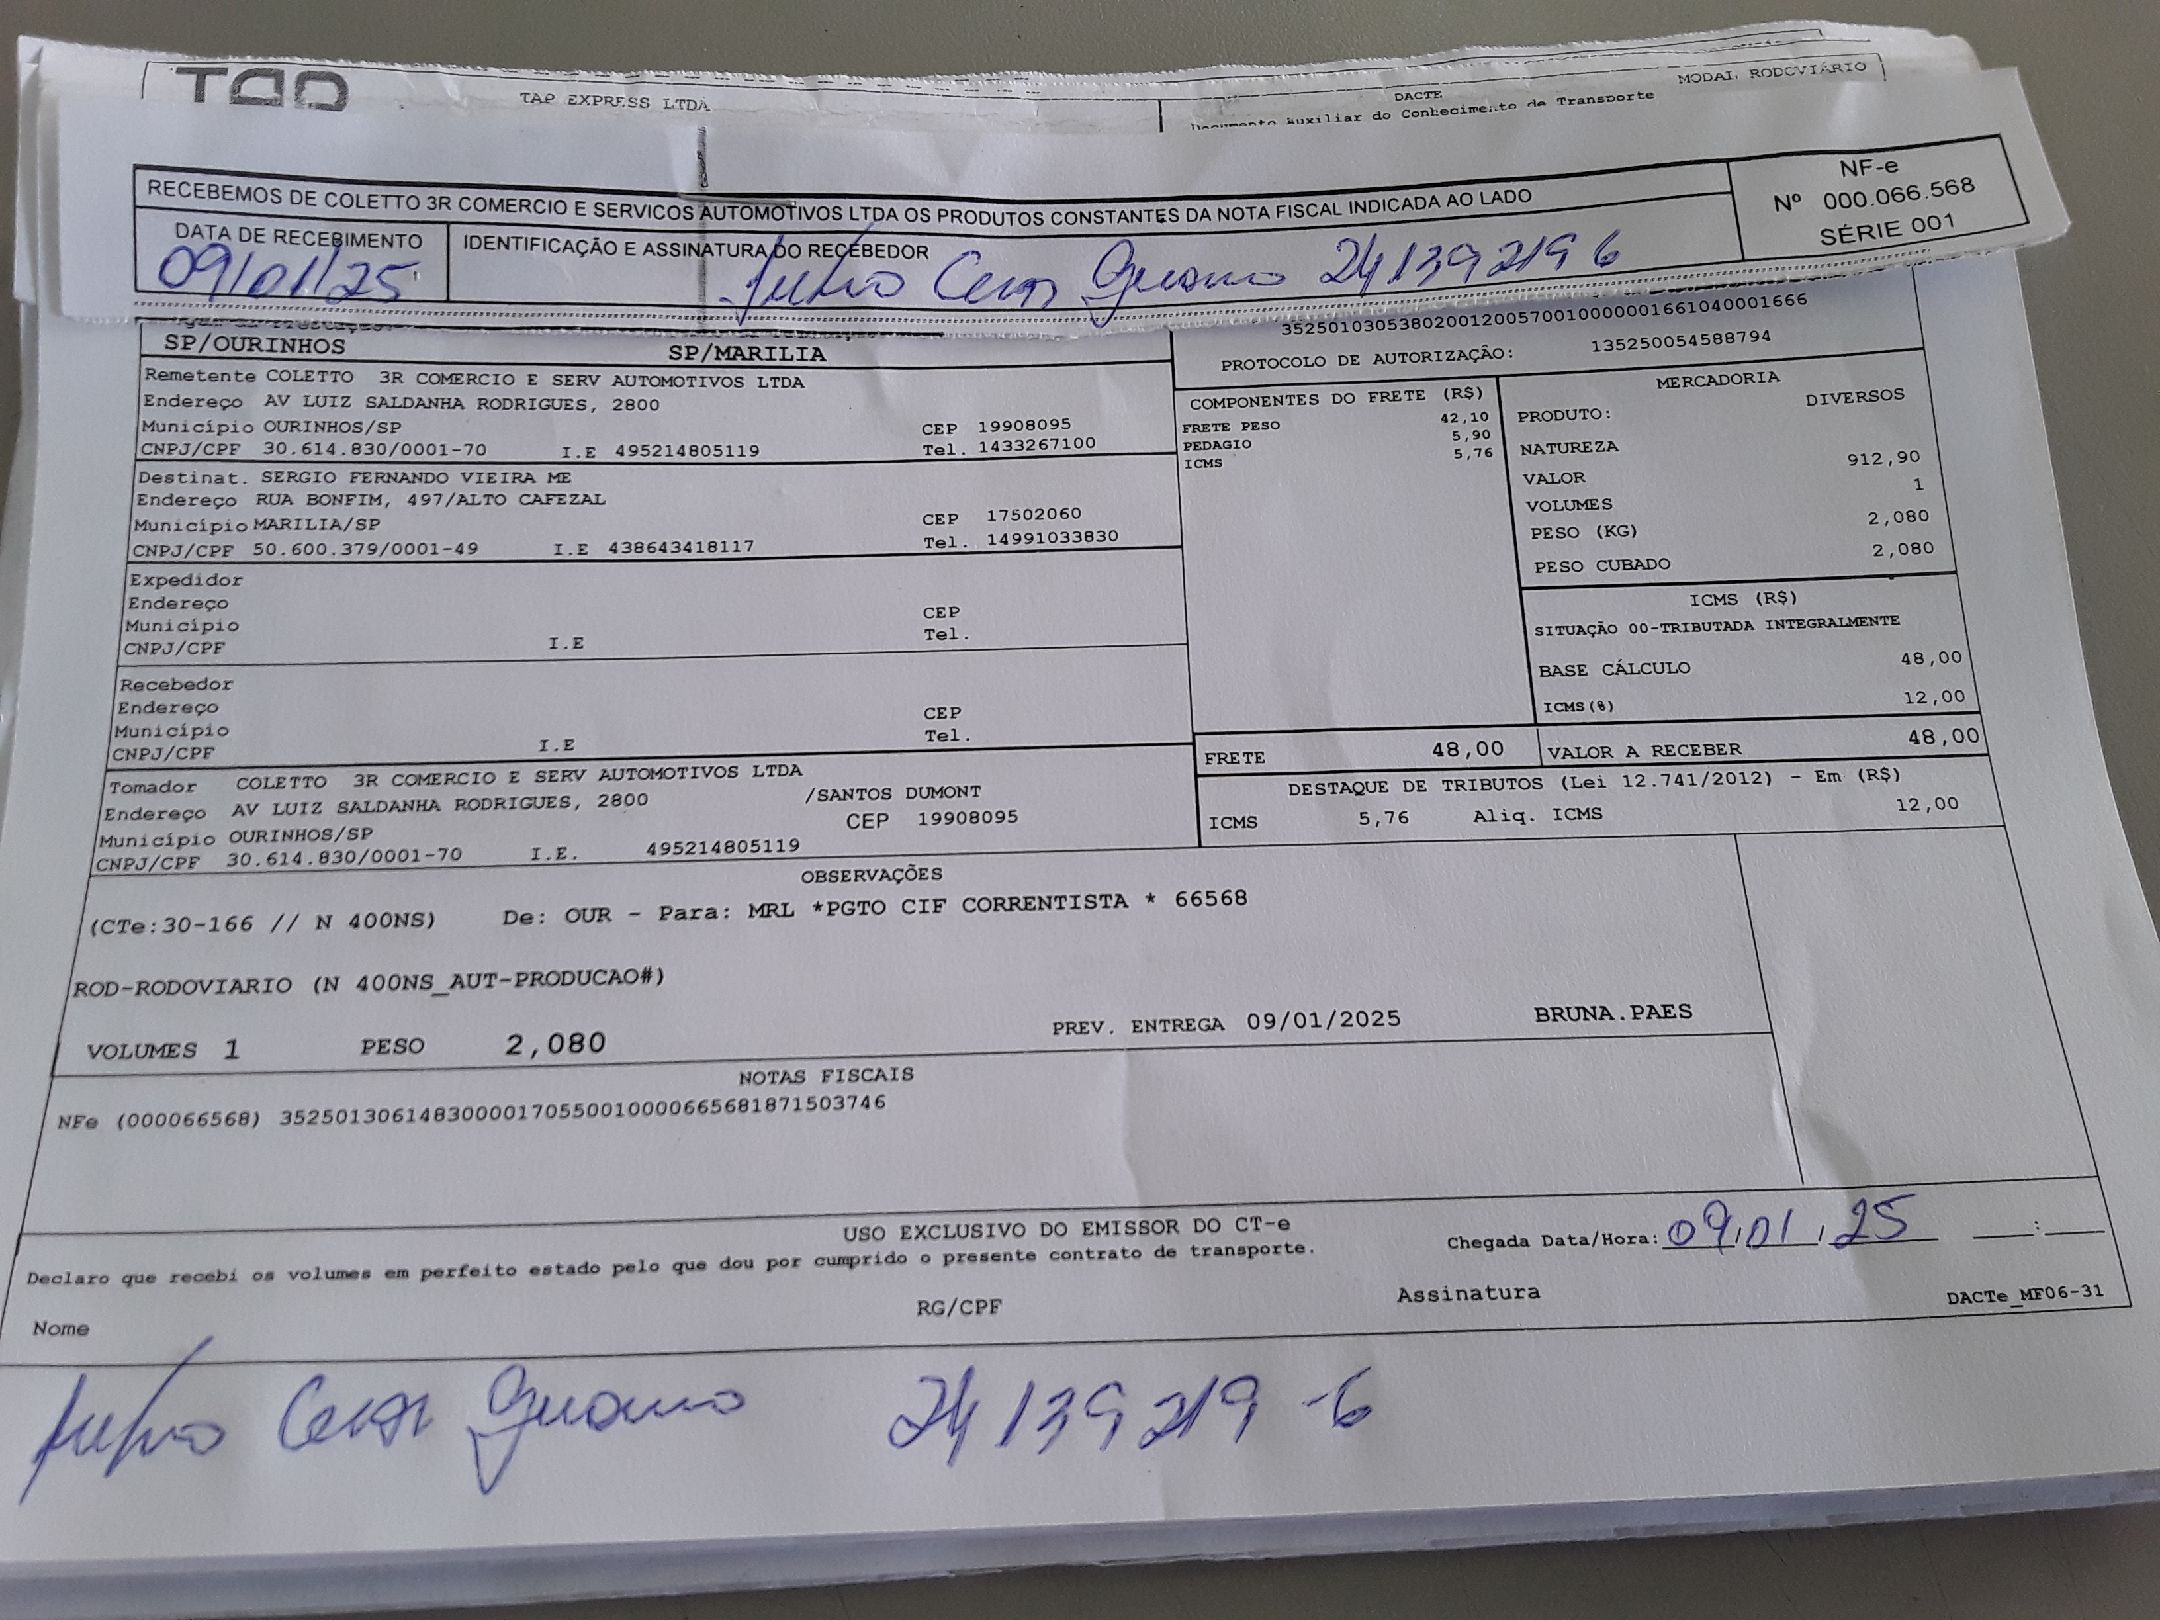 TAP
TAP EXPRESS LTDA
DACTE
MODAL RODOVIÁRIO
Documento Auxiliar do Conhecimento de Transporte
RECEBEMOS DE COLETTO 3R COMERCIO E SERVICOS AUTOMOTIVOS LTDA OS PRODUTOS CONSTANTES DA NOTA FISCAL INDICADA AO LADO
NF-e
Nº 000.066.568
SÉRIE 001
DATA DE RECEBIMENTO
09/01/25
IDENTIFICAÇÃO E ASSINATURA DO RECEBEDOR
Cesar 24139219 6
35250103053802001200570010000001661040001666
PROTOCOLO DE AUTORIZAÇÃO: 135250054588794
SP/OURINHOS SP/MARILIA
Remetente COLETTO 3R COMERCIO E SERV AUTOMOTIVOS LTDA
Endereço AV LUIZ SALDANHA RODRIGUES, 2800
Município OURINHOS/SP CEP 19908095
CNPJ/CPF 30.614.830/0001-70 I.E 495214805119 Tel. 1433267100
Destinat. SERGIO FERNANDO VIEIRA ME
Endereço RUA BONFIM, 497/ALTO CAFEZAL
Município MARILIA/SP CEP 17502060
CNPJ/CPF 50.600.379/0001-49 I.E 438643418117 Tel. 14991033830
Expedidor
Endereço CEP
Município Tel.
CNPJ/CPF I.E
Recebedor
Endereço CEP
Município Tel.
CNPJ/CPF I.E
Tomador COLETTO 3R COMERCIO E SERV AUTOMOTIVOS LTDA
Endereço AV LUIZ SALDANHA RODRIGUES, 2800 /SANTOS DUMONT
Município OURINHOS/SP CEP 19908095
CNPJ/CPF 30.614.830/0001-70 I.E. 495214805119
COMPONENTES DO FRETE (R$)
FRETE PESO 42,10
PEDAGIO 5,90
ICMS 5,76
MERCADORIA
PRODUTO: DIVERSOS
NATUREZA
VALOR 912,90
VOLUMES 1
PESO (KG) 2,080
PESO CUBADO 2,080
ICMS (R$)
SITUAÇÃO 00-TRIBUTADA INTEGRALMENTE
BASE CÁLCULO 48,00
ICMS(%) 12,00
FRETE 48,00 VALOR A RECEBER 48,00
DESTAQUE DE TRIBUTOS (Lei 12.741/2012) - Em (R$)
ICMS 5,76 Aliq. ICMS 12,00
OBSERVAÇÕES
(CTe:30-166 // N 400NS) De: OUR - Para: MRL *PGTO CIF CORRENTISTA * 66568
ROD-RODOVIARIO (N 400NS_AUT-PRODUCAO#)
VOLUMES 1 PESO 2,080 PREV. ENTREGA 09/01/2025 BRUNA.PAES
NOTAS FISCAIS
NFe (000066568) 35250130614830000170550010000665681871503746
USO EXCLUSIVO DO EMISSOR DO CT-e
Declaro que recebi os volumes em perfeito estado pelo que dou por cumprido o presente contrato de transporte.
Chegada Data/Hora: 09/01/25 __:__
Nome RG/CPF Assinatura DACTe_MF06-31
Cesar 24139219-6